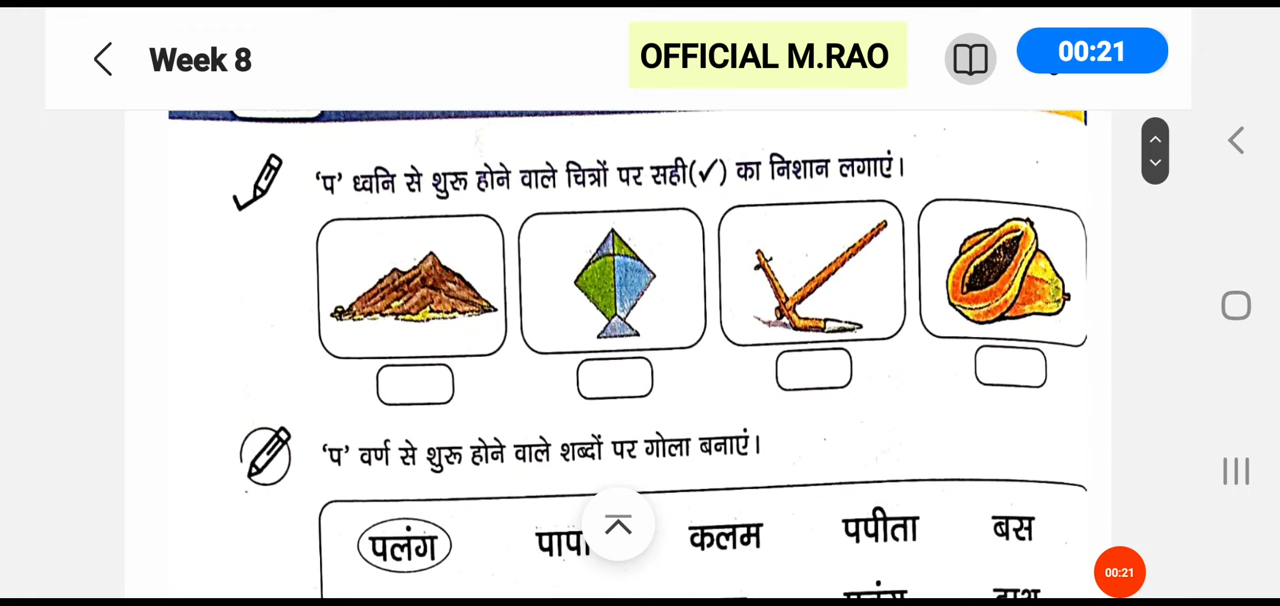 Week 8
OFFICIAL M.RAO
00:21
‘प’ ध्वनि से शुरू होने वाले चित्रों पर सही(✓) का निशान लगाएं।
‘प’ वर्ण से शुरू होने वाले शब्दों पर गोला बनाएं।
पलंग कलम पपीता बस
00:21